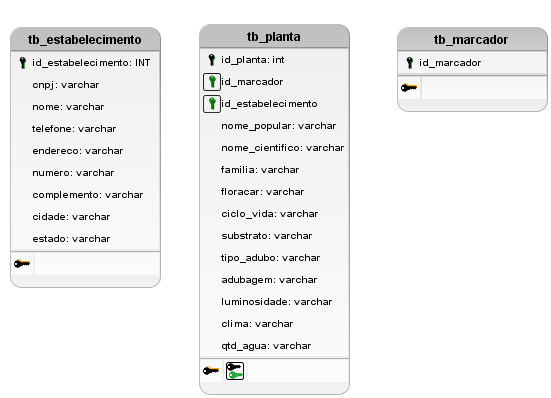 tb_estabelecimento
id_estabelecimento: INT
cnpj: varchar
nome: varchar
telefone: varchar
endereco: varchar
numero: varchar
complemento: varchar
cidade: varchar
estado: varchar
tb_planta
id_planta: int
id_marcador
id_estabelecimento
nome_popular: varchar
nome_cientifico: varchar
familia: varchar
floracar: varchar
ciclo_vida: varchar
substrato: varchar
tipo_adubo: varchar
adubagem: varchar
luminosidade: varchar
clima: varchar
qtd_agua: varchar
tb_marcador
id_marcador